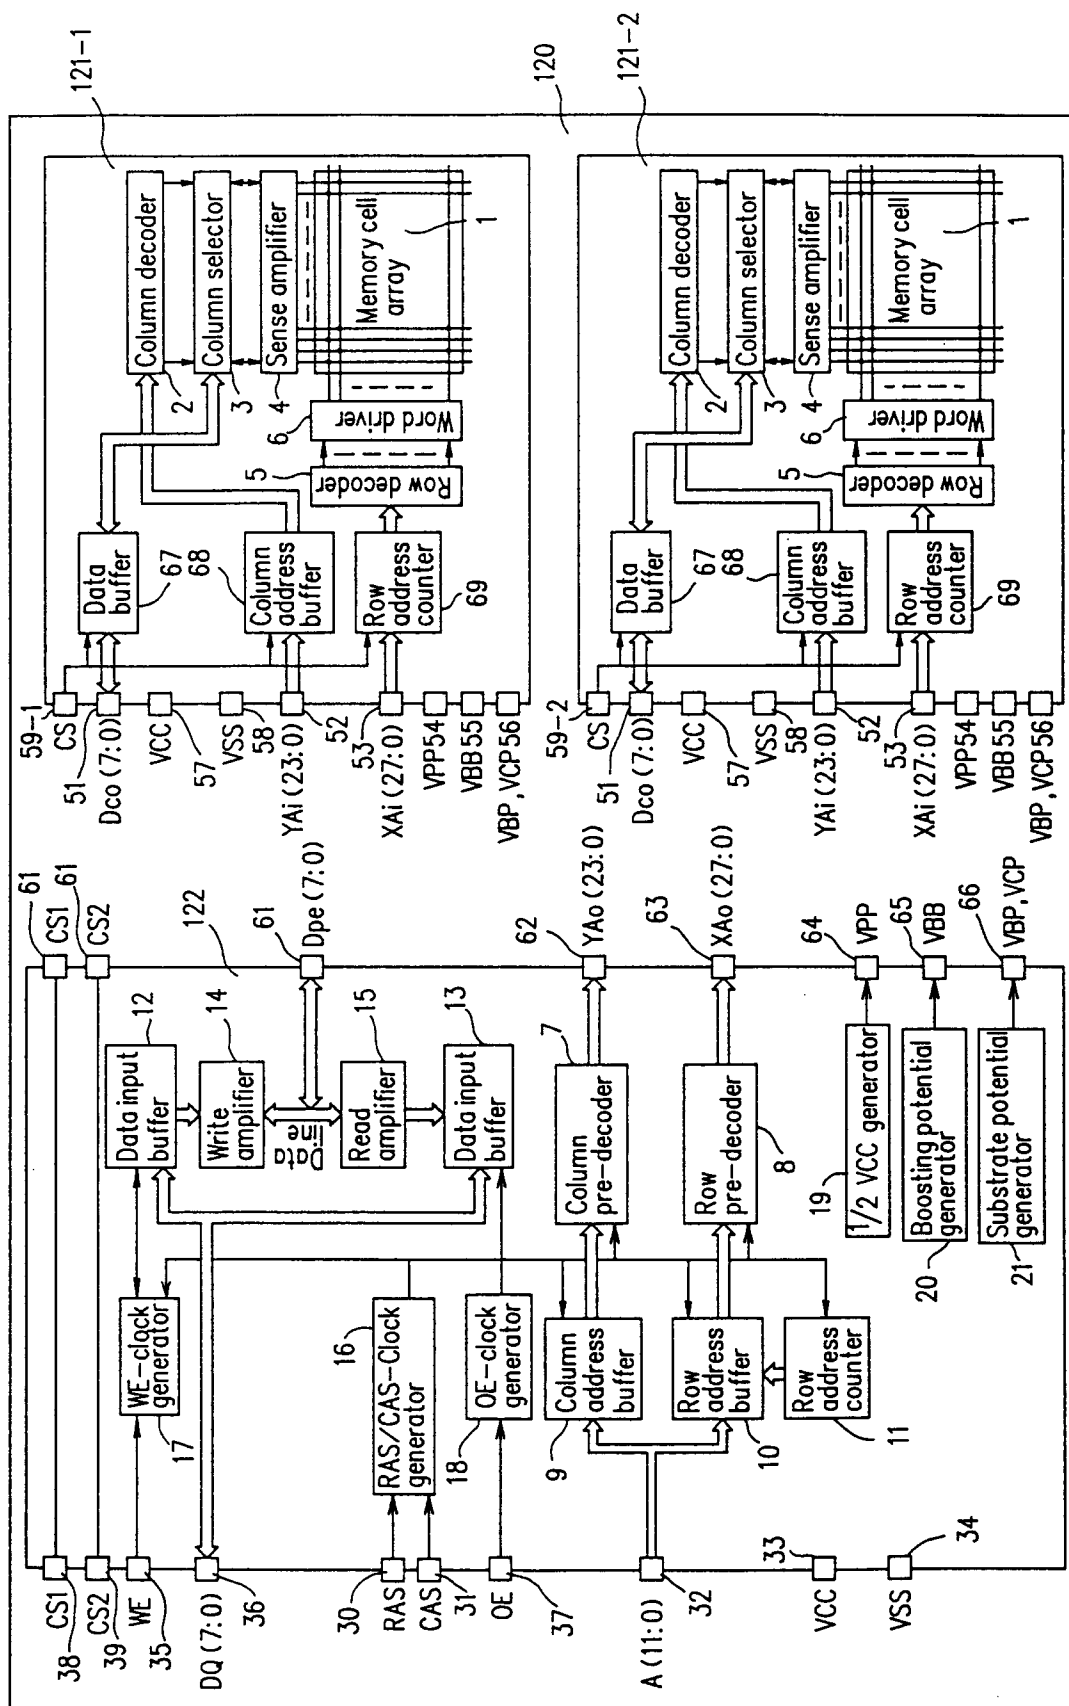 38
CS1
39
CS2
35
WE
36
DQ (7:0)
30
RAS
31
CAS
37
OE
32
A (11:0)
33
VCC
34
VSS
17
WE-clock
generator
16
RAS/CAS-Clock
generator
18
OE-clock
generator
9
Column
address
buffer
10
Row
address
buffer
11
Row
address
counter
12
Data input
buffer
14
Write
amplifier
Data
line
15
Read
amplifier
13
Data input
buffer
7
Column
pre-decoder
8
Row
pre-decoder
19
1/2 VCC generator
20
Boosting potential
generator
21
Substrate potential
generator
122
61
CS1
61
CS2
61
Dpe (7:0)
62
YAo (23:0)
63
XAo (27:0)
64
VPP
65
VBB
66
VBP, VCP
120
121-1
59-1
CS
51
Dco (7:0)
VCC
57
VSS
58
YAi (23:0)
52
XAi (27:0)
53
VPP54
VBB55
VBP, VCP56
Data
buffer
67
68
Column
address
buffer
Row
address
counter
69
5
Row decoder
6
Word driver
Column decoder
2
Column selector
3
Sense amplifier
4
Memory cell
array
1
121-2
59-2
CS
51
Dco (7:0)
VCC
57
VSS
58
YAi (23:0)
52
XAi (27:0)
53
VPP54
VBB55
VBP, VCP56
Data
buffer
67
68
Column
address
buffer
Row
address
counter
69
5
Row decoder
6
Word driver
Column decoder
2
Column selector
3
Sense amplifier
4
Memory cell
array
1